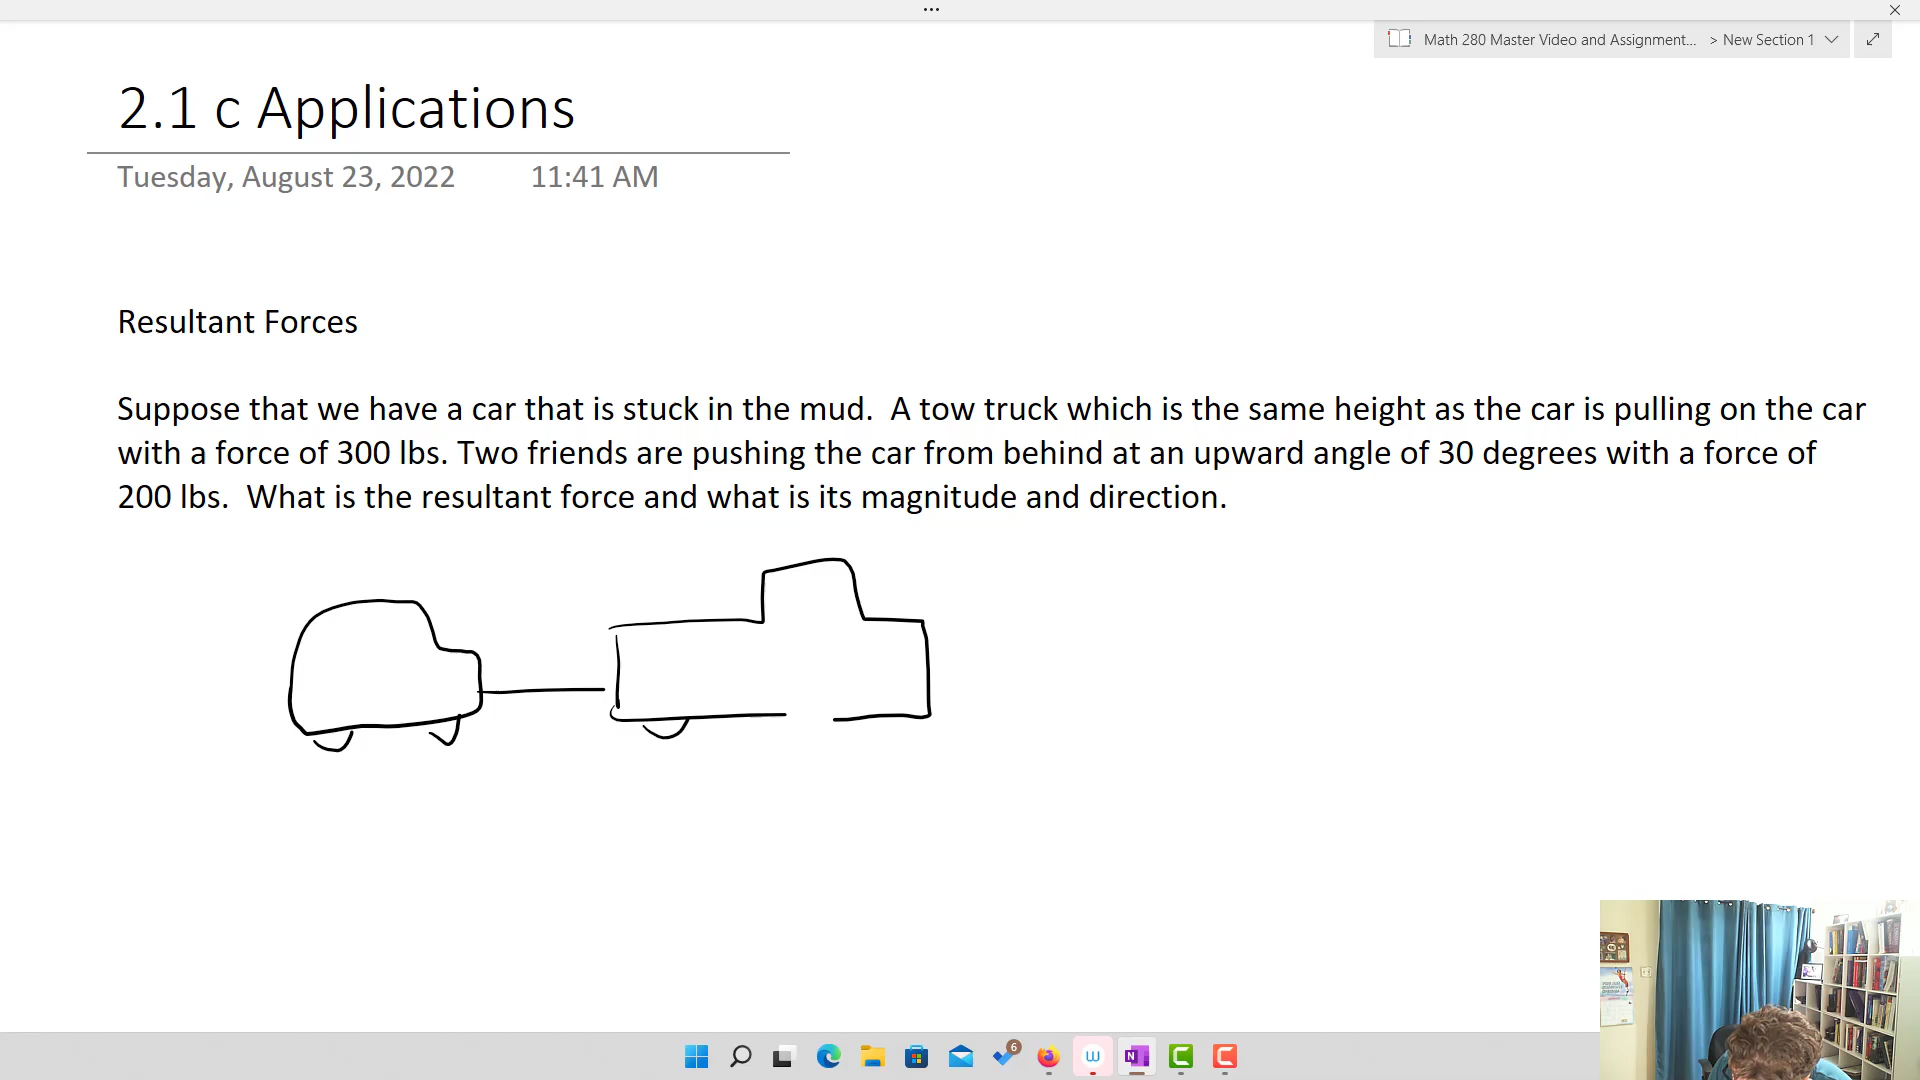 ...
Math 280 Master Video and Assignment... > New Section 1
2.1 c Applications
Tuesday, August 23, 2022 11:41 AM
Resultant Forces
Suppose that we have a car that is stuck in the mud. A tow truck which is the same height as the car is pulling on the car
with a force of 300 lbs. Two friends are pushing the car from behind at an upward angle of 30 degrees with a force of
200 lbs. What is the resultant force and what is its magnitude and direction.
6